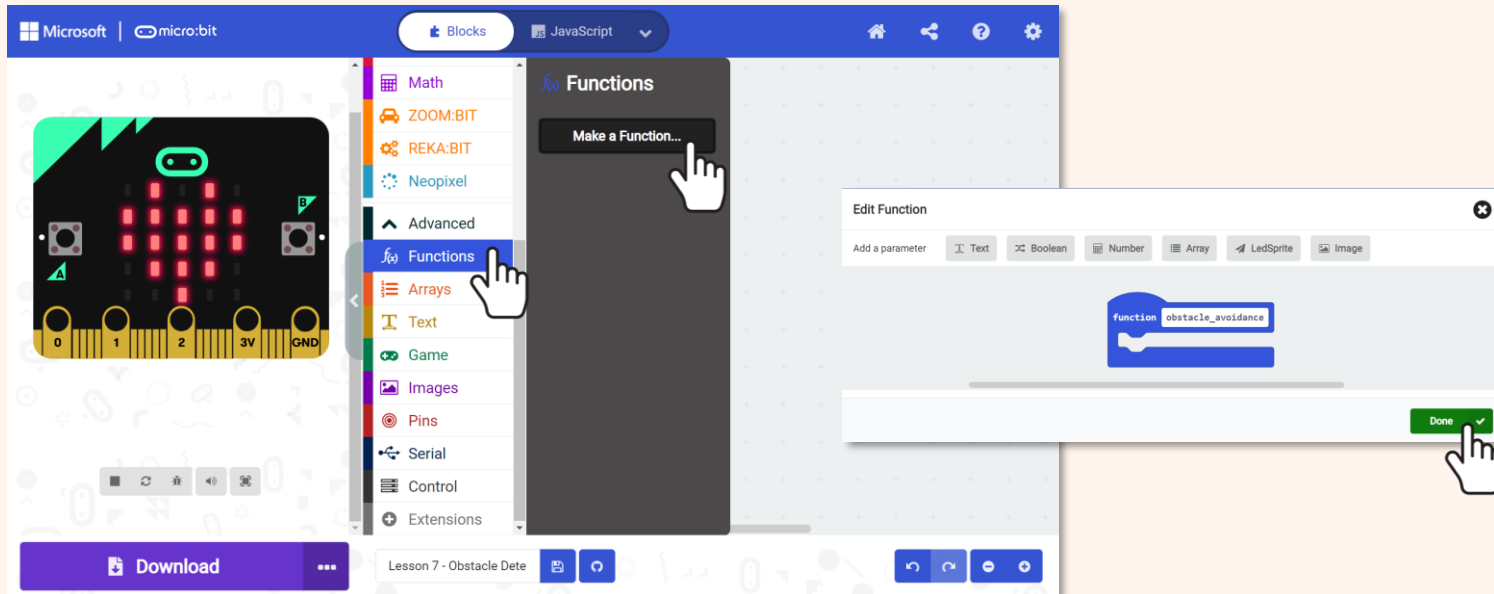 Microsoft micro:bit
Blocks
JS JavaScript
Math
ZOOM:BIT
REKA:BIT
Neopixel
Advanced
f(x) Functions
Arrays
Text
Game
Images
Pins
Serial
Control
Extensions
f(x) Functions
Make a Function...
B
A
0 1 2 3V GND
Download
Lesson 7 - Obstacle Dete
Edit Function
Add a parameter
Text
Boolean
Number
Array
LedSprite
Image
function obstacle_avoidance
Done